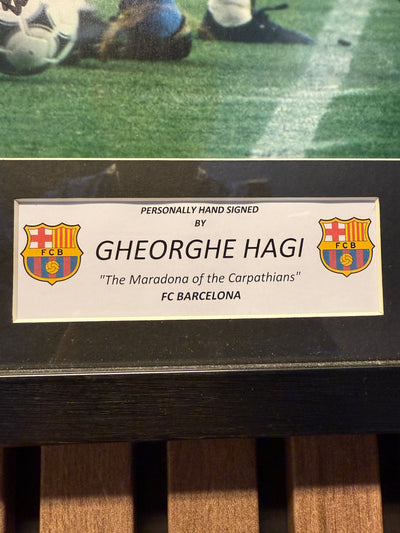 PERSONALLY HAND SIGNED
BY
GHEORGHE HAGI
"The Maradona of the Carpathians"
FC BARCELONA
FCB
FCB